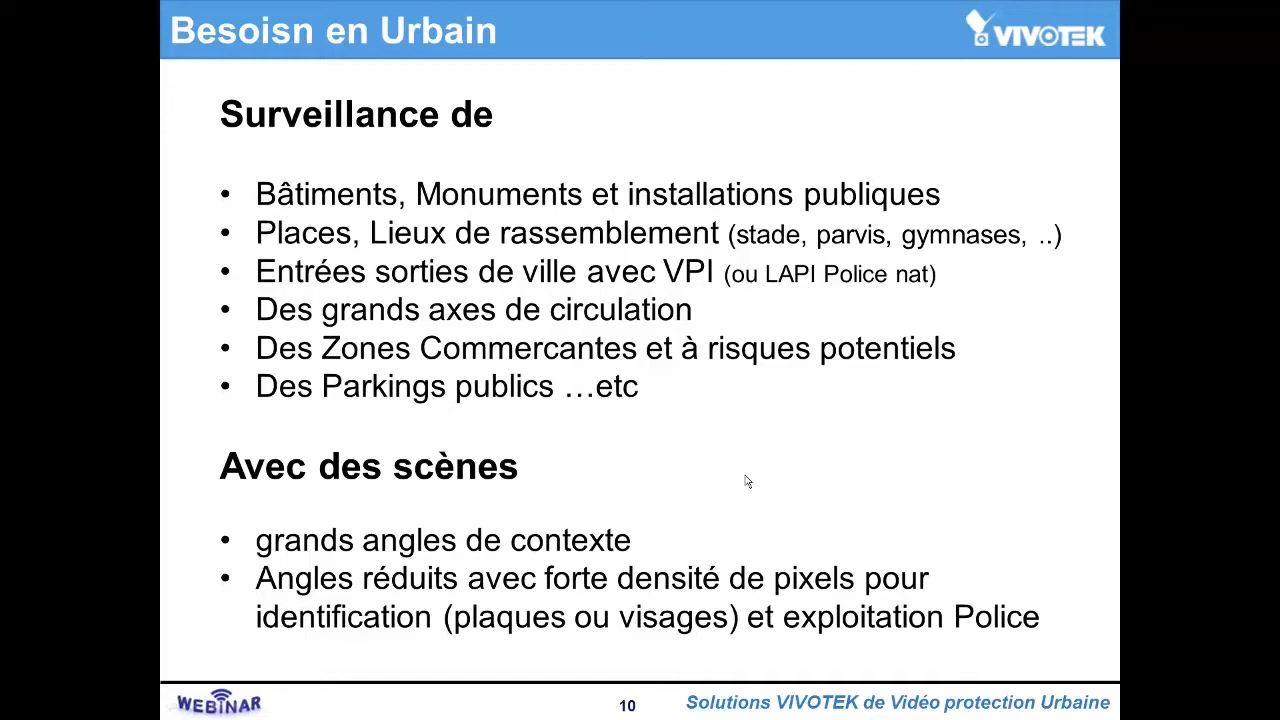 Besoisn en Urbain
VIVOTEK
Surveillance de
• Bâtiments, Monuments et installations publiques
• Places, Lieux de rassemblement (stade, parvis, gymnases, ..)
• Entrées sorties de ville avec VPI (ou LAPI Police nat)
• Des grands axes de circulation
• Des Zones Commercantes et à risques potentiels
• Des Parkings publics …etc
Avec des scènes
• grands angles de contexte
• Angles réduits avec forte densité de pixels pour
identification (plaques ou visages) et exploitation Police
WEBINAR
10
Solutions VIVOTEK de Vidéo protection Urbaine